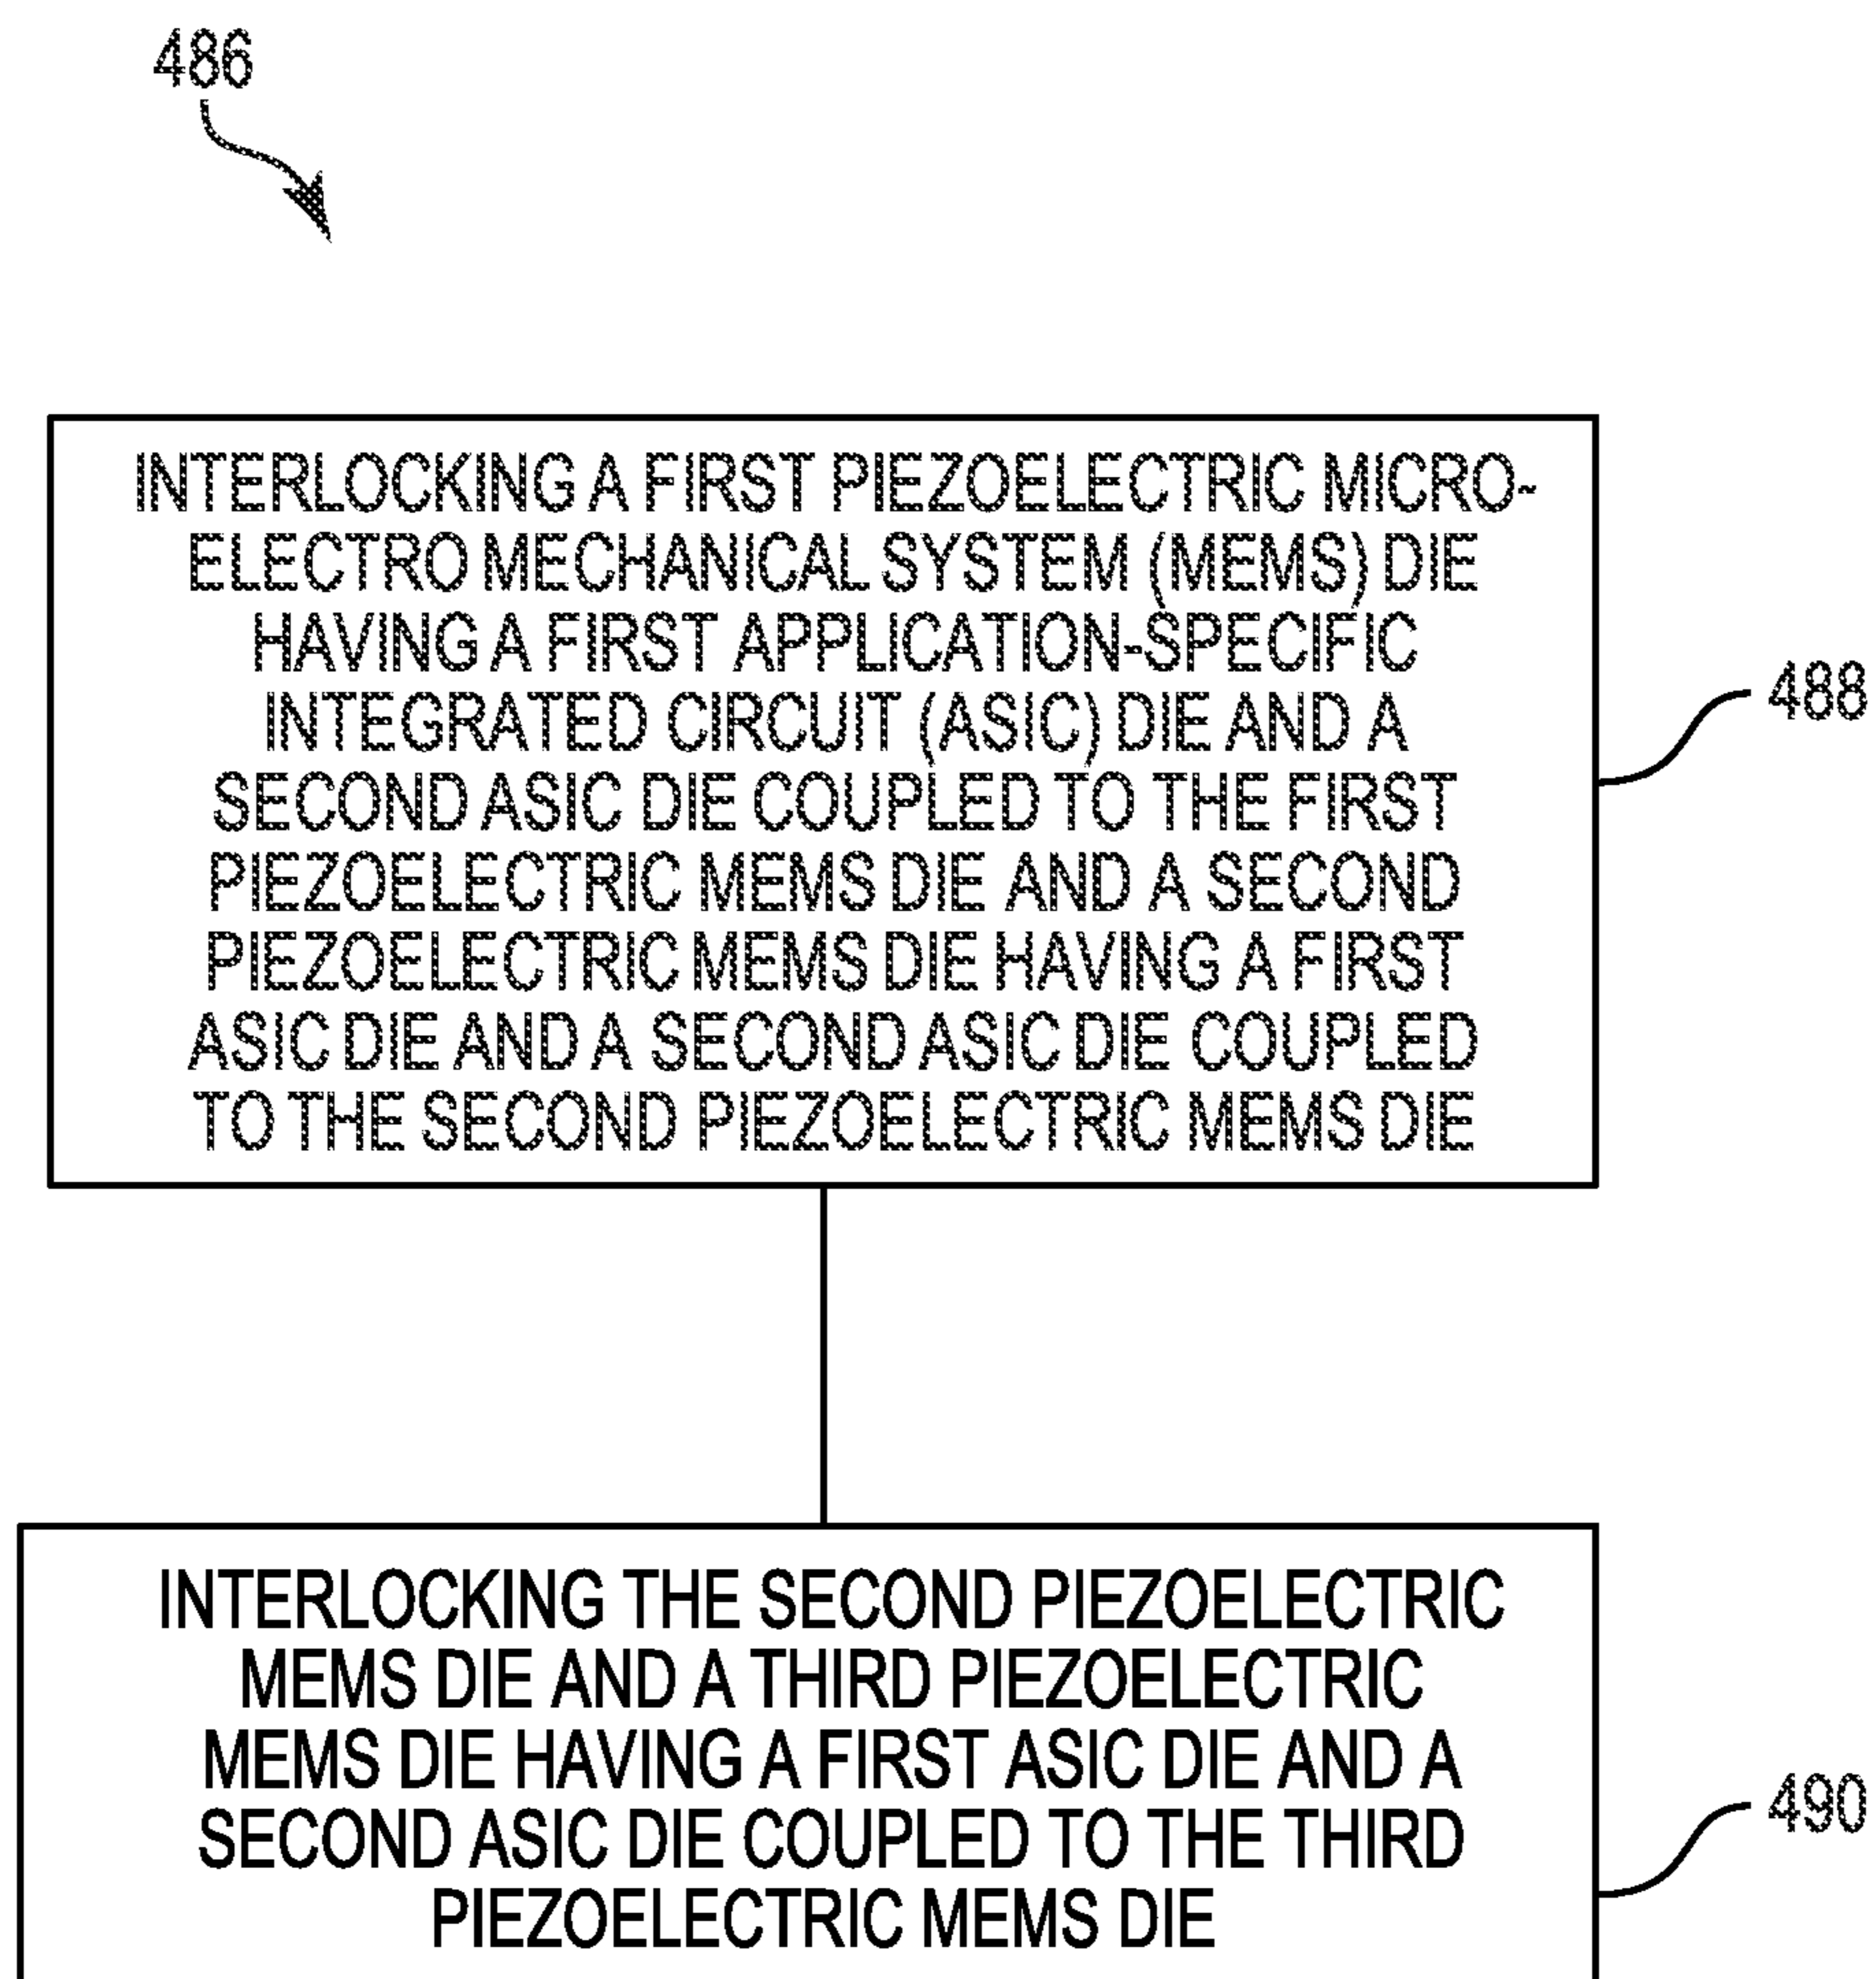 486
INTERLOCKING A FIRST PIEZOELECTRIC MICRO-
ELECTRO MECHANICAL SYSTEM (MEMS) DIE
HAVING A FIRST APPLICATION-SPECIFIC
INTEGRATED CIRCUIT (ASIC) DIE AND A
SECOND ASIC DIE COUPLED TO THE FIRST
PIEZOELECTRIC MEMS DIE AND A SECOND
PIEZOELECTRIC MEMS DIE HAVING A FIRST
ASIC DIE AND A SECOND ASIC DIE COUPLED
TO THE SECOND PIEZOELECTRIC MEMS DIE
488
INTERLOCKING THE SECOND PIEZOELECTRIC
MEMS DIE AND A THIRD PIEZOELECTRIC
MEMS DIE HAVING A FIRST ASIC DIE AND A
SECOND ASIC DIE COUPLED TO THE THIRD
PIEZOELECTRIC MEMS DIE
490